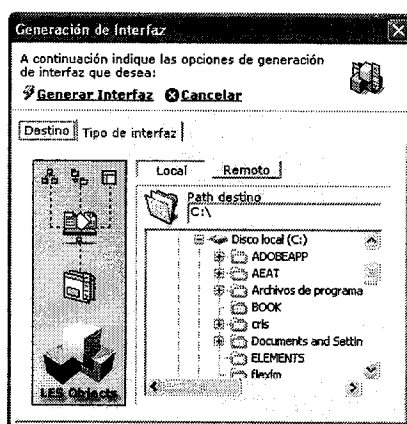 Generación de Interfaz
A continuación indique las opciones de generación
de interfaz que desea:
Generar Interfaz Cancelar
Destino Tipo de interfaz
Local Remoto
Path destino
C:\
Disco local (C:)
ADOBEAPP
AEAT
Archivos de programa
BOOK
cris
Documents and Settin
ELEMENTS
flexlm
LES Objects